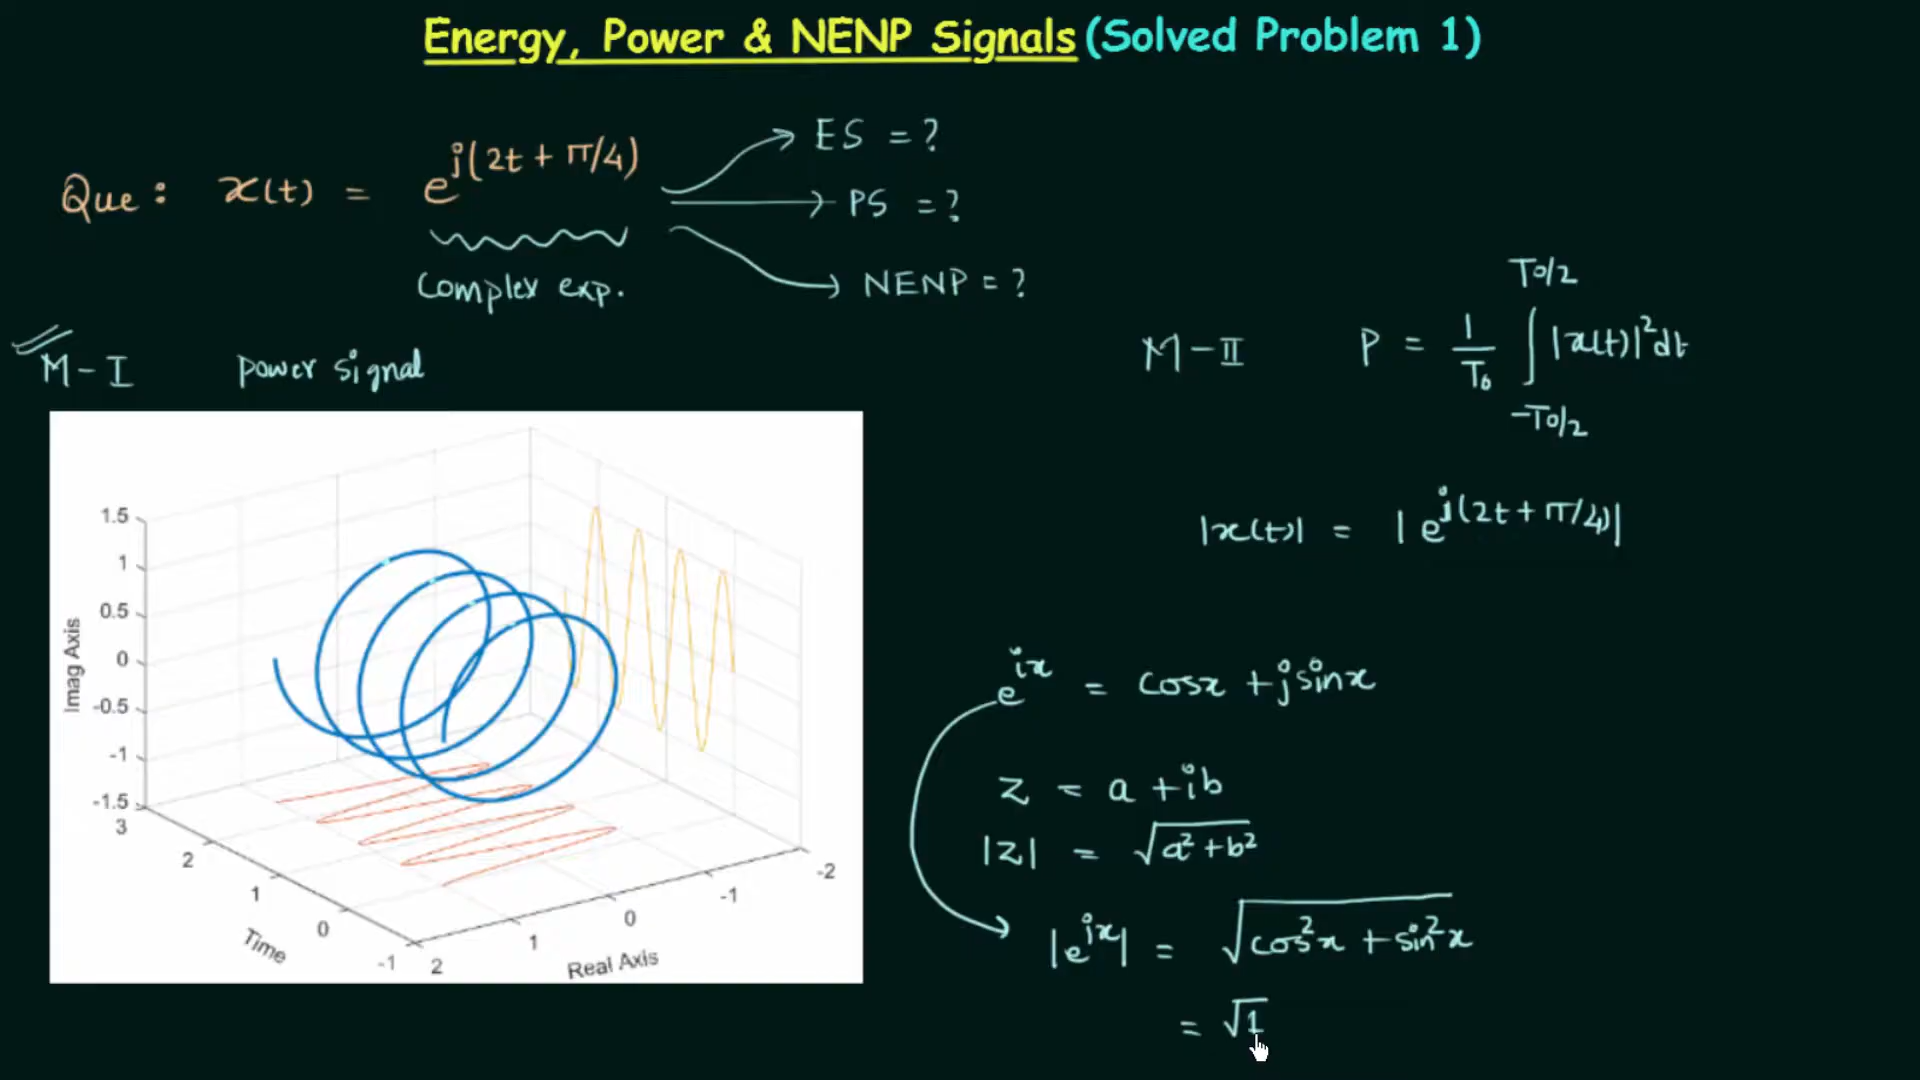 Energy, Power & NENP Signals (Solved Problem 1)
ES = ?
Que : x(t) = e^j(2t + π/4)
PS = ?
Complex exp.
NENP = ?
M - I power signal
M - II P = 1/T0 ∫ |x(t)|² dt
T0/2
-T0/2
|x(t)| = | e^j(2t + π/4) |
e^ix = cosx + jsinx
z = a + ib
|z| = √a² + b²
|e^ix| = √cos²x + sin²x
= √1
Imag Axis
1.5
1
0.5
0
-0.5
-1
-1.5
3
2
1
0
-1
Time
2
1
0
-1
-2
Real Axis